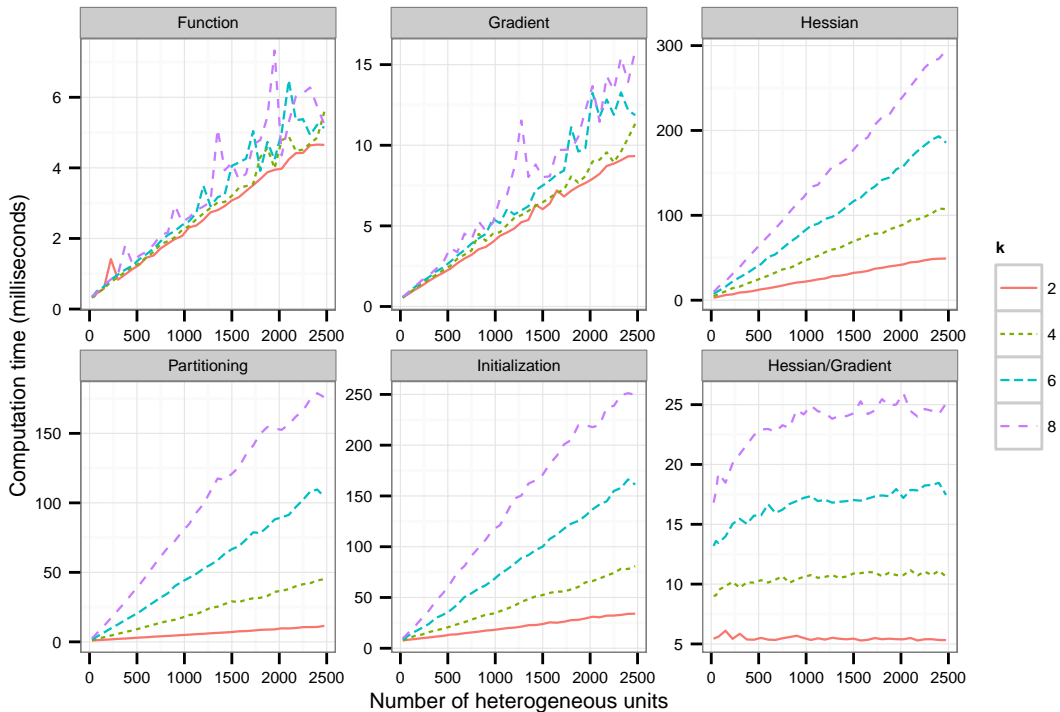 Function
Gradient
Hessian
0
2
4
6
0
5
10
15
0
100
200
300
0 500 1000 1500 2000 2500
0 500 1000 1500 2000 2500
0 500 1000 1500 2000 2500
Partitioning
Initialization
Hessian/Gradient
0
50
100
150
0
50
100
150
200
250
5
10
15
20
25
0 500 1000 1500 2000 2500
0 500 1000 1500 2000 2500
0 500 1000 1500 2000 2500
Number of heterogeneous units
Computation time (milliseconds)
k
2
4
6
8